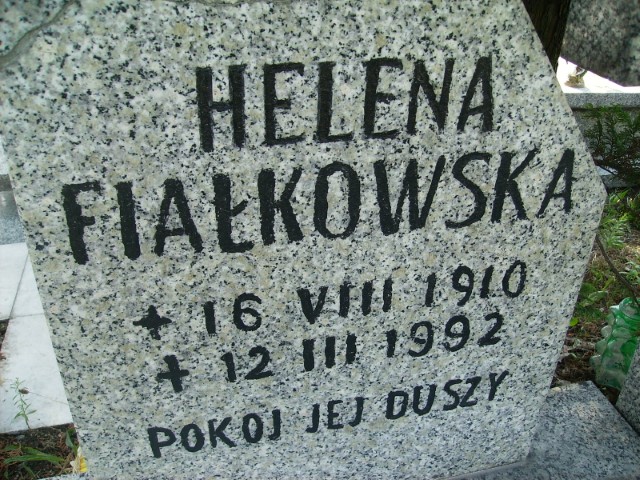 HELENA
FIAŁKOWSKA
+ 16 VIII 1910
+ 12 III 1992
POKOJ JEJ DUSZY